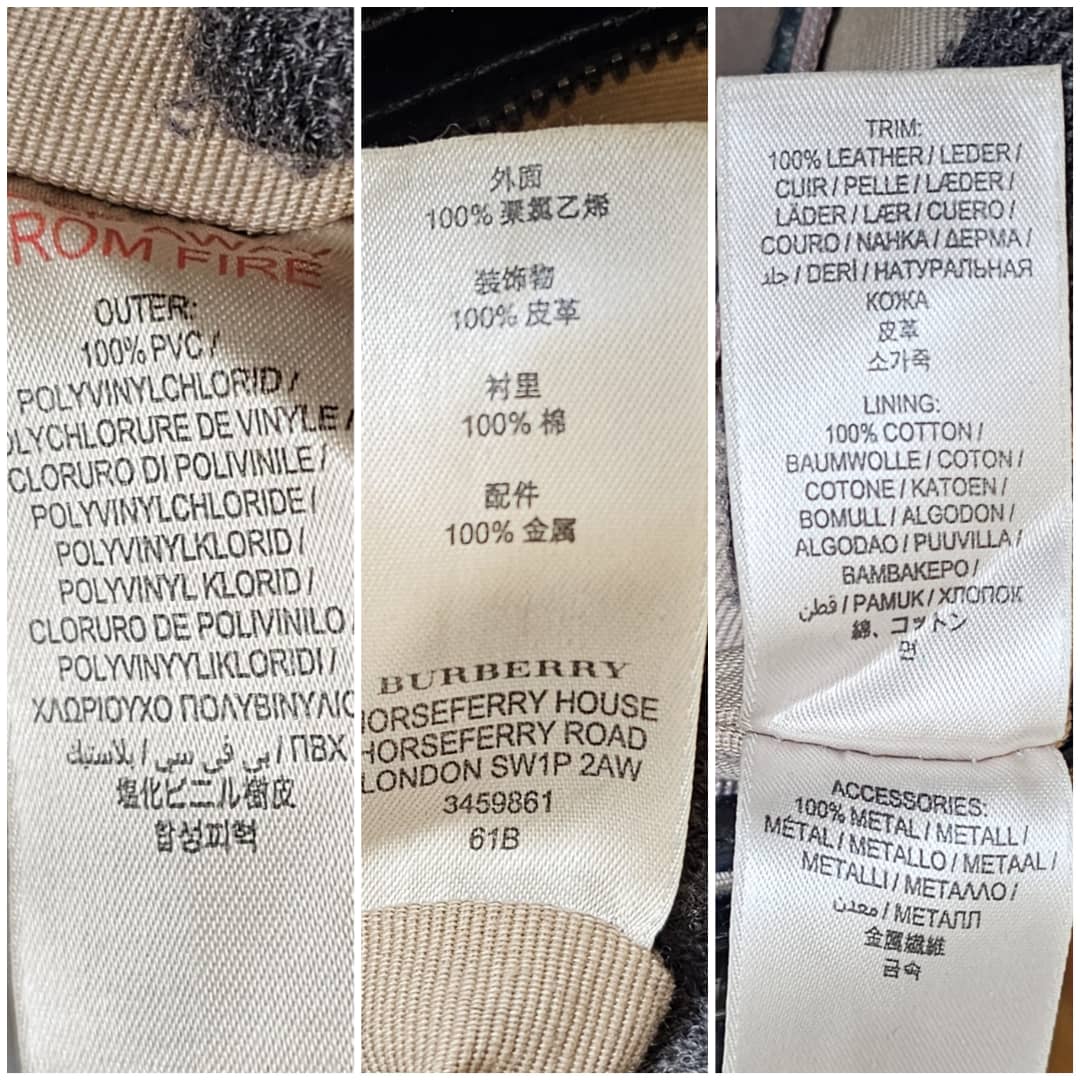 ROM AWAY
FIRE
OUTER:
100% PVC /
POLYVINYLCHLORID /
OLYCHLORURE DE VINYLE /
CLORURO DI POLIVINILE /
POLYVINYLCHLORIDE /
POLYVINYLKLORID /
POLYVINYL KLORID /
CLORURO DE POLIVINILO
POLYVINYYLIKLORIDI /
ΧΛΩΡΙΟΥΧΟ ΠΟΛΥΒΙΝΥΛΙΟ
بي في سي / بلاستيك / ПВХ
塩化ビニル樹皮
합성피혁
外面
100% 聚氯乙烯
装饰物
100% 皮革
衬里
100% 棉
配件
100% 金属
BURBERRY
HORSEFERRY HOUSE
HORSEFERRY ROAD
LONDON SW1P 2AW
3459861
61B
TRIM:
100% LEATHER / LEDER /
CUIR / PELLE / LÆDER /
LÄDER / LÆR / CUERO /
COURO / NAHKA / ΔΕΡΜΑ /
جلد / DERİ / НАТУРАЛЬНАЯ
КОЖА
皮革
소가죽
LINING:
100% COTTON /
BAUMWOLLE / COTON /
COTONE / KATOEN /
BOMULL / ALGODON /
ALGODAO / PUUVILLA /
ΒΑΜΒΑΚΕΡΟ /
قطن / PAMUK / ХЛОПОК
綿、コットン
면
ACCESSORIES:
100% METAL / METALL /
MÉTAL / METALLO / METAAL /
METALLI / ΜΕΤΑΛΛΟ /
معدن / МЕТАЛЛ
金属繊維
금속